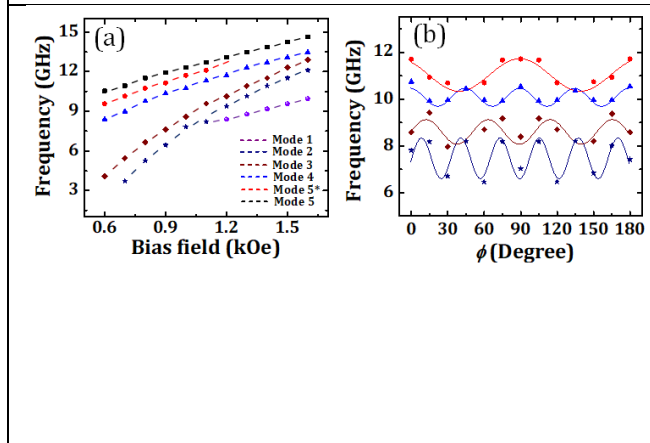 (a)
Frequency (GHz)
15
12
9
6
3
0.6 0.9 1.2 1.5
Bias field (kOe)
Mode 1
Mode 2
Mode 3
Mode 4
Mode 5*
Mode 5
(b)
Frequency (GHz)
12
10
8
6
0 30 60 90 120 150 180
ϕ (Degree)